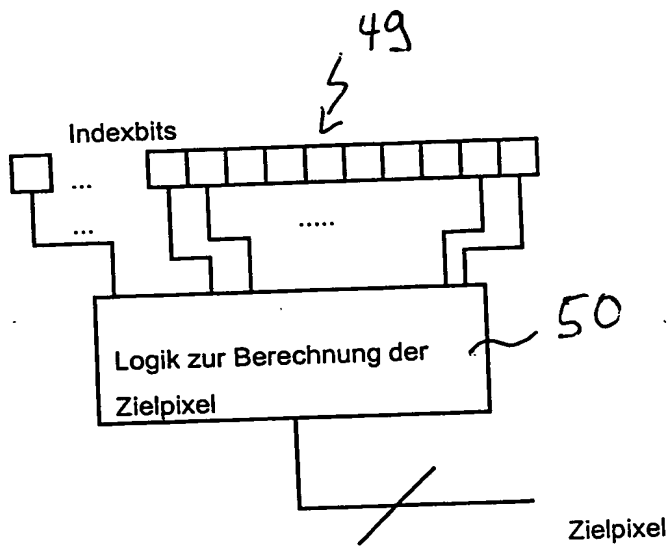 49
Indexbits
...
...
.....
50
Logik zur Berechnung der
Zielpixel
Zielpixel